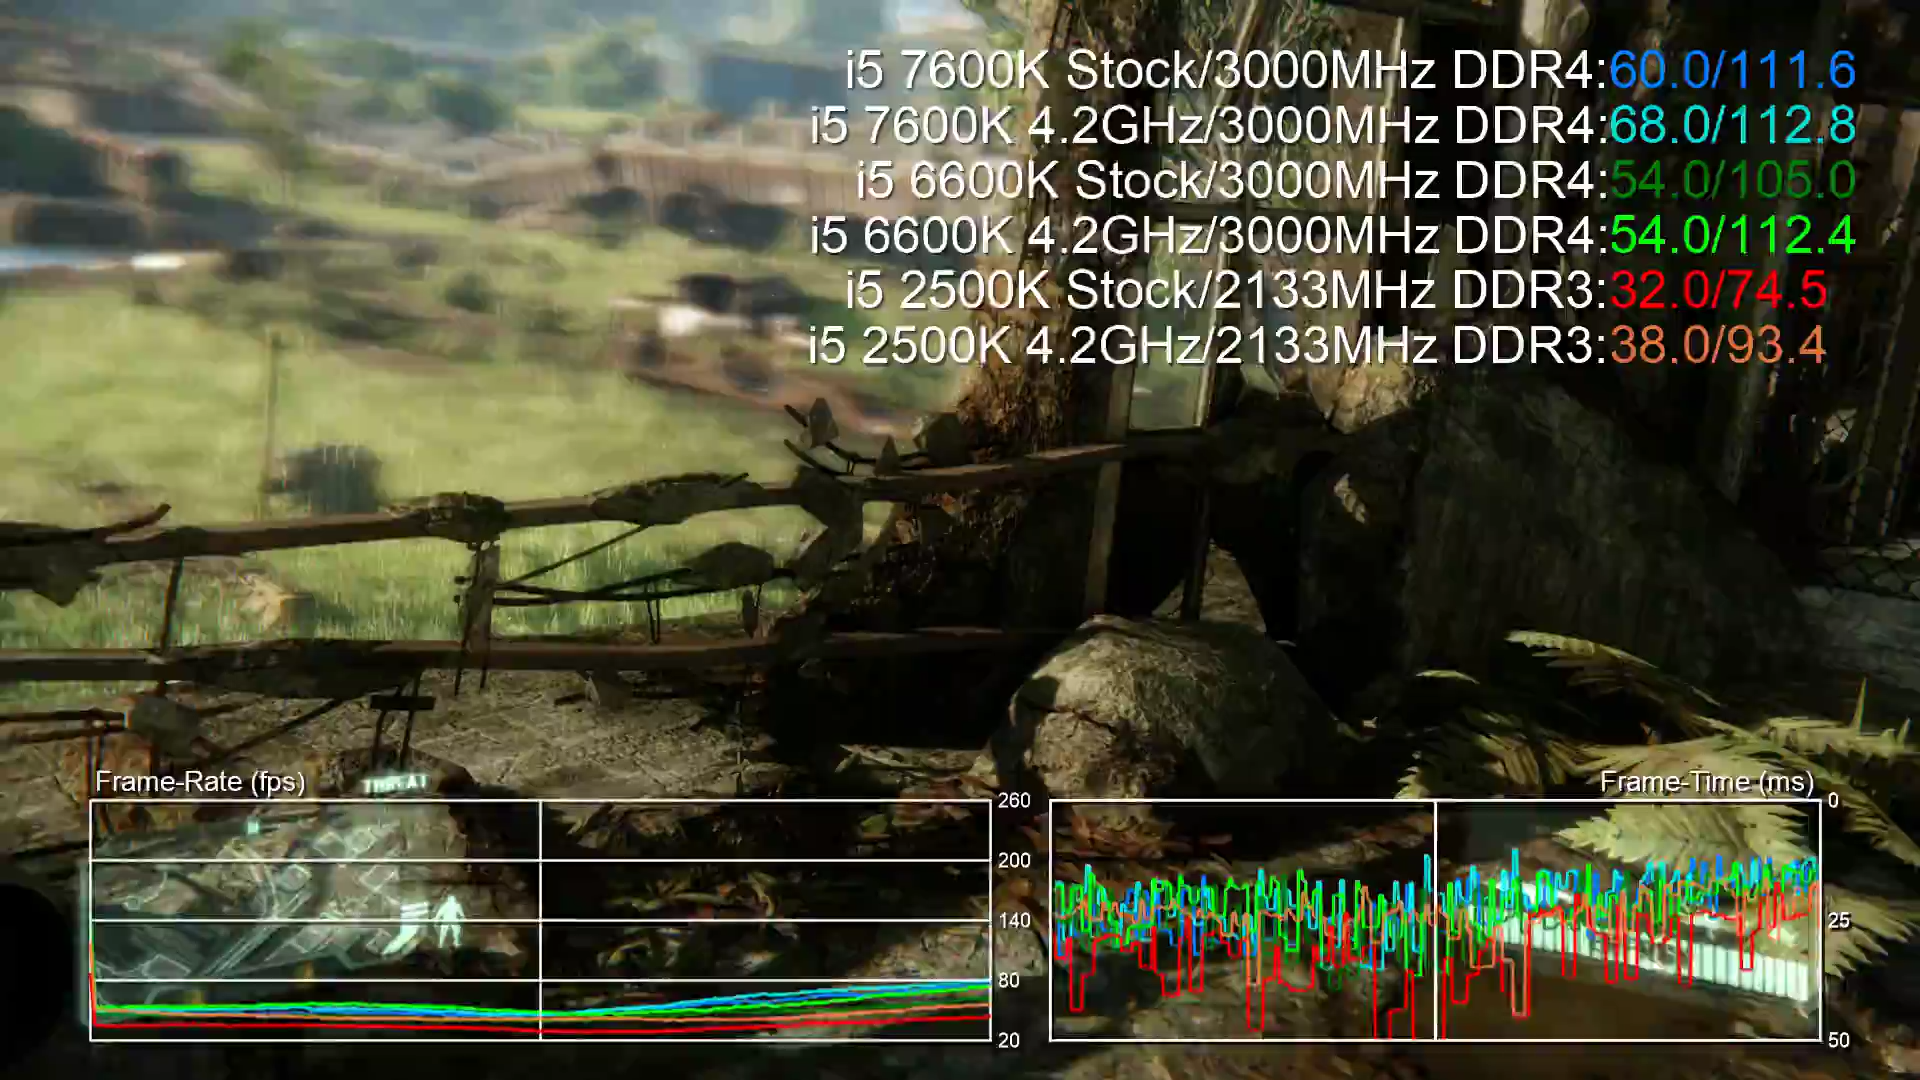 i5 7600K Stock/3000MHz DDR4:60.0/111.6
i5 7600K 4.2GHz/3000MHz DDR4:68.0/112.8
i5 6600K Stock/3000MHz DDR4:54.0/105.0
i5 6600K 4.2GHz/3000MHz DDR4:54.0/112.4
i5 2500K Stock/2133MHz DDR3:32.0/74.5
i5 2500K 4.2GHz/2133MHz DDR3:38.0/93.4
Frame-Rate (fps)
THREAT
260
200
140
80
20
Frame-Time (ms)
0
25
50